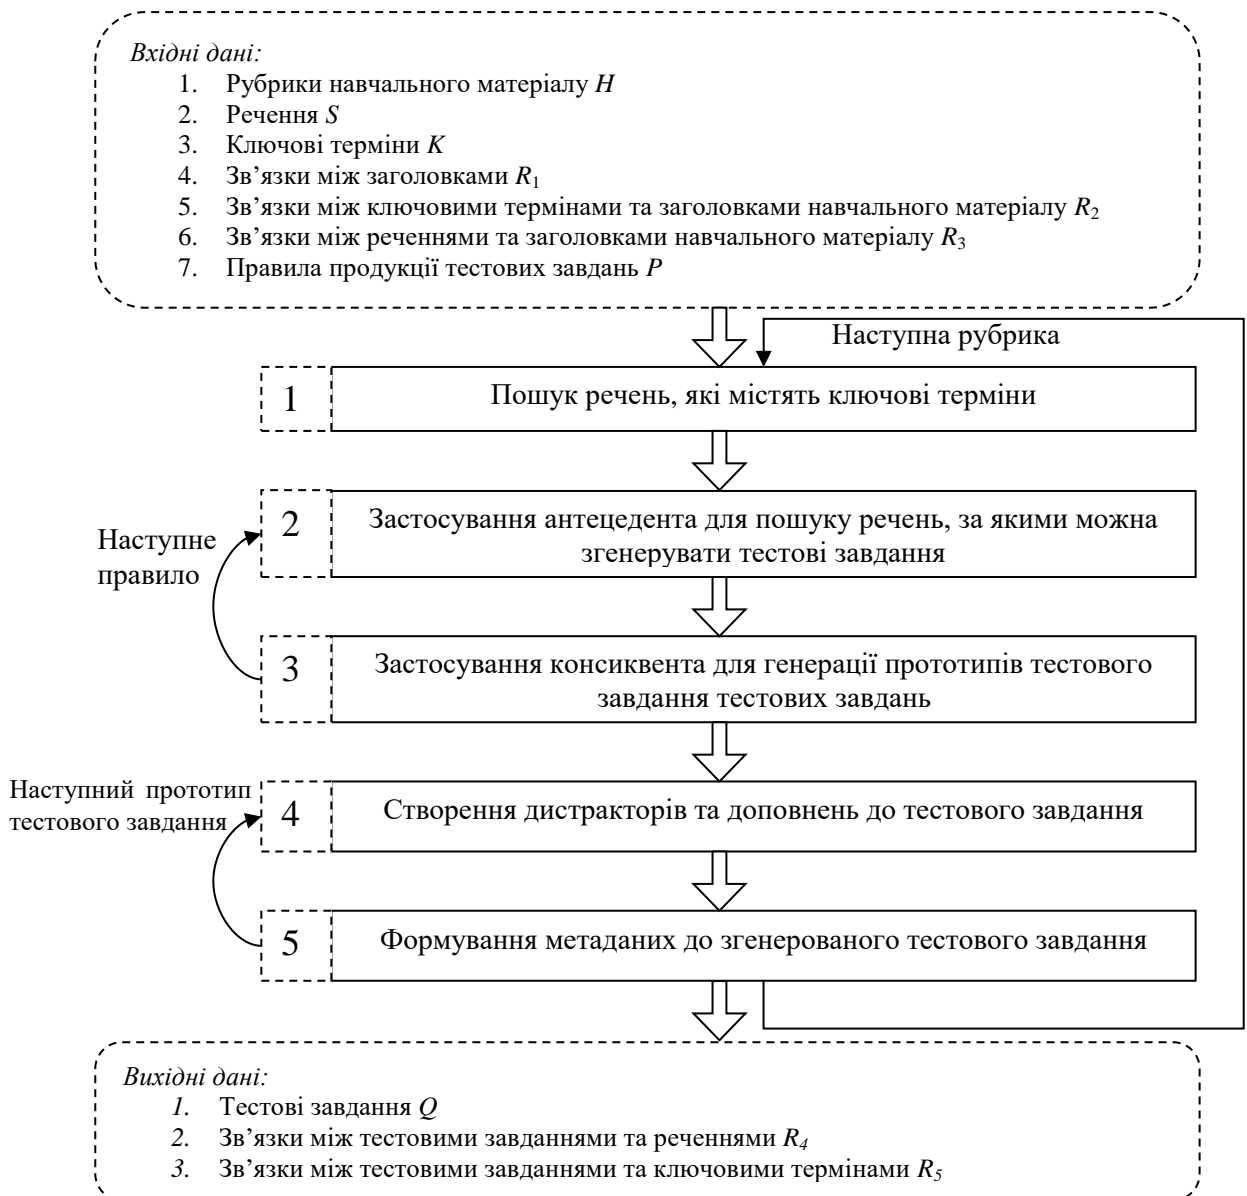 Вхідні дані:
1. Рубрики навчального матеріалу H
2. Речення S
3. Ключові терміни K
4. Зв’язки між заголовками R1
5. Зв’язки між ключовими термінами та заголовками навчального матеріалу R2
6. Зв’язки між реченнями та заголовками навчального матеріалу R3
7. Правила продукції тестових завдань P
Наступна рубрика
1 Пошук речень, які містять ключові терміни
2 Застосування антецедента для пошуку речень, за якими можна
згенерувати тестові завдання
Наступне
правило
3 Застосування консиквента для генерації прототипів тестового
завдання тестових завдань
Наступний прототип
тестового завдання
4 Створення дистракторів та доповнень до тестового завдання
5 Формування метаданих до згенерованого тестового завдання
Вихідні дані:
1. Тестові завдання Q
2. Зв’язки між тестовими завданнями та реченнями R4
3. Зв’язки між тестовими завданнями та ключовими термінами R5